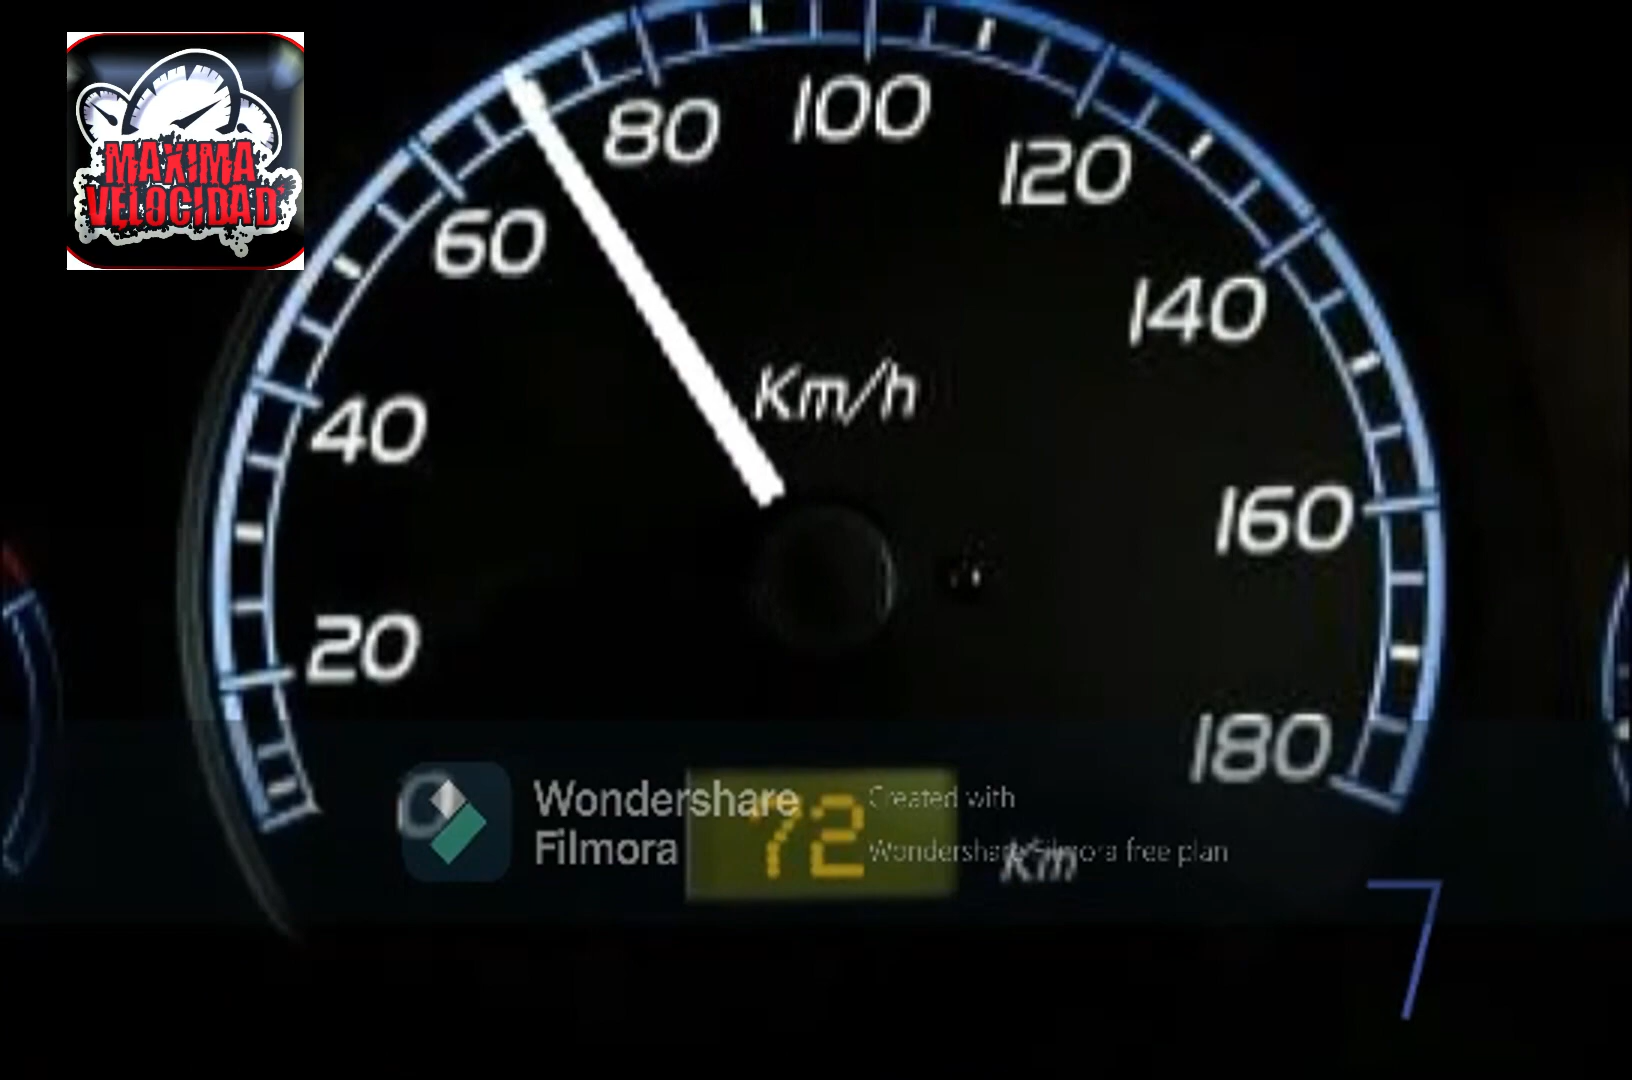 MAXIMA
VELOCIDAD
80
100
120
60
140
Km/h
40
160
20
180
Wondershare
Filmora
72
Created with
Wondershare Filmora free plan
Km
7